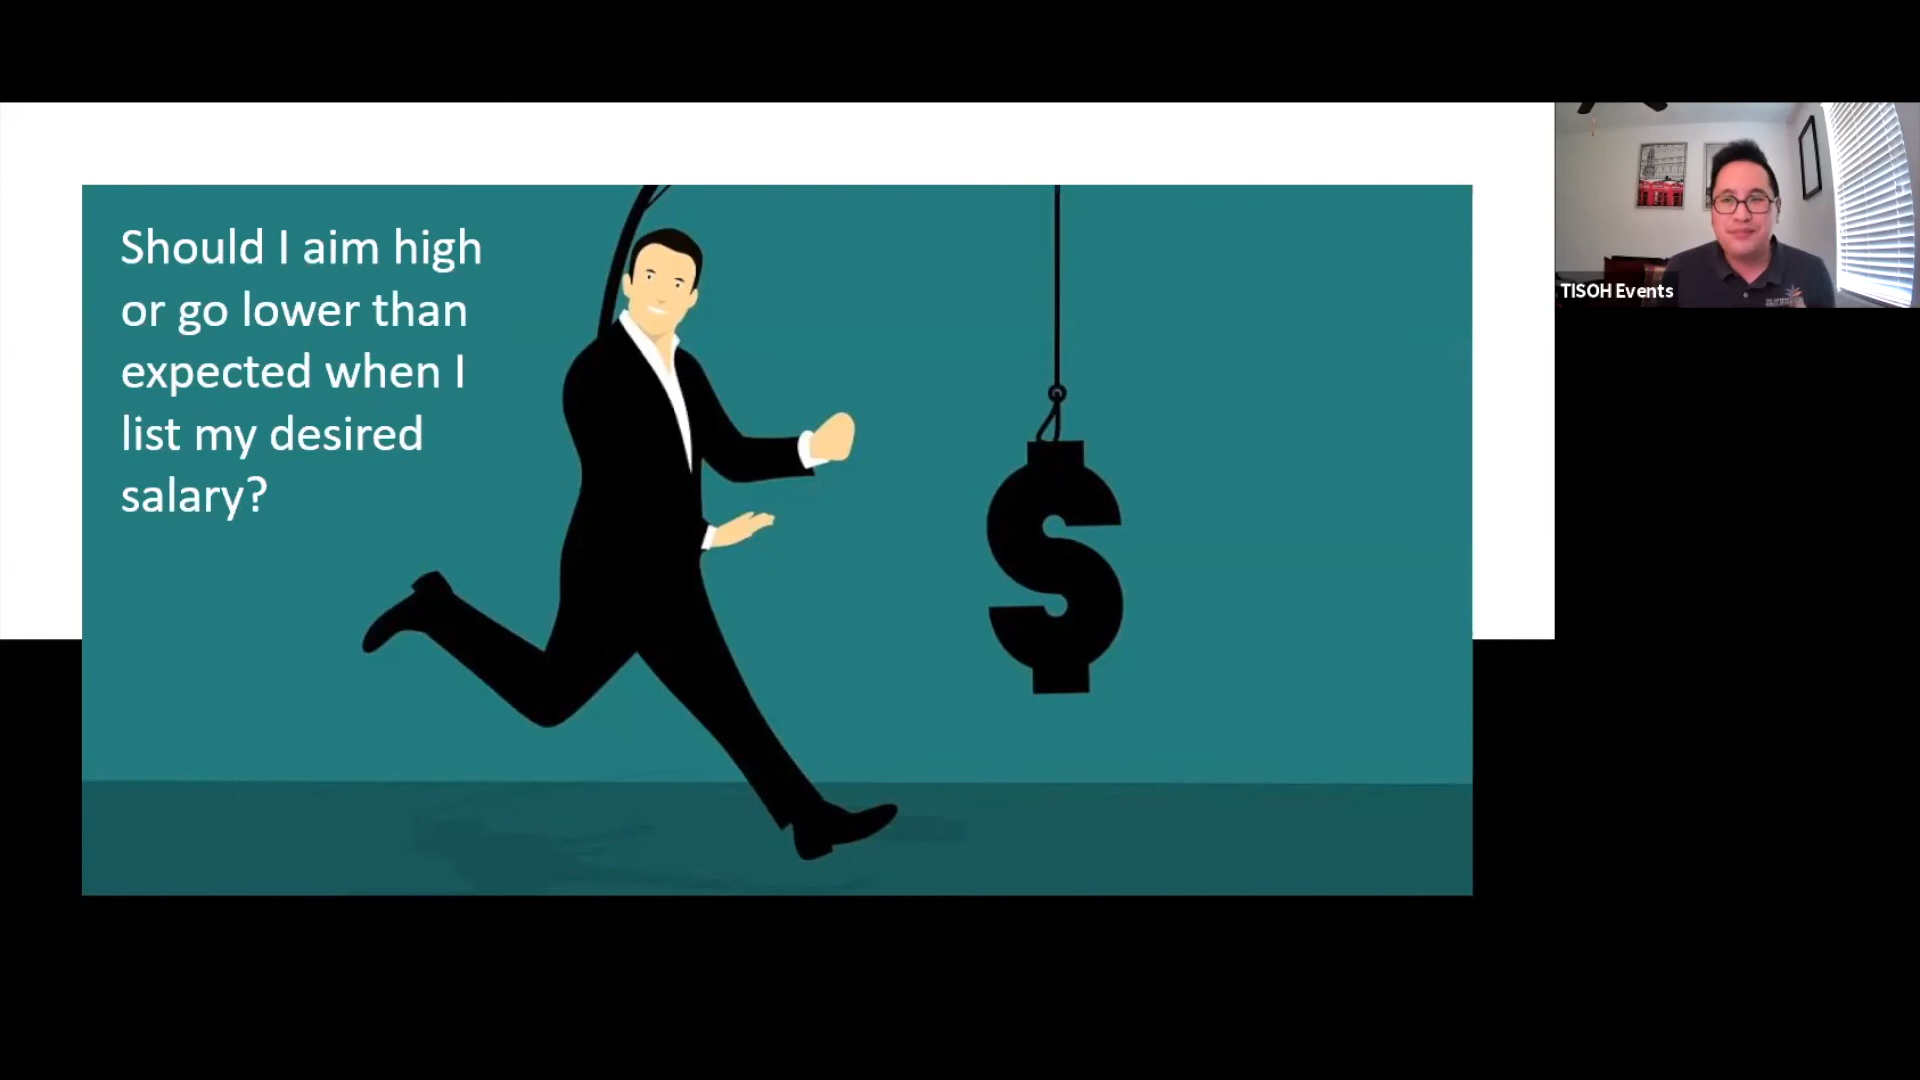 Should I aim high
or go lower than
expected when I
list my desired
salary?
TISOH Events